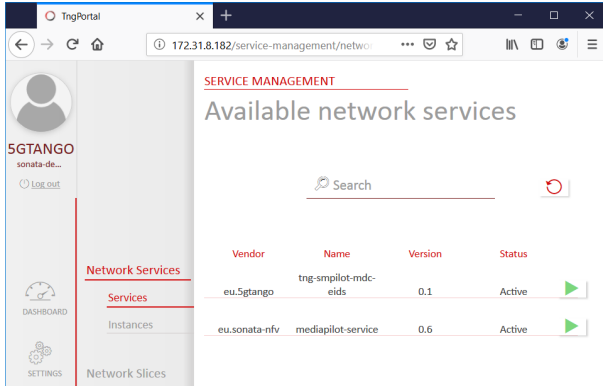 TngPortal
172.31.8.182/service-management/networ
SERVICE MANAGEMENT
Available network services
5GTANGO
sonata-de...
Log out
Search
Network Services
Services
Instances
Network Slices
DASHBOARD
SETTINGS
Vendor Name Version Status
tng-smpilot-mdc-
eu.5gtango eids 0.1 Active
eu.sonata-nfv mediapilot-service 0.6 Active